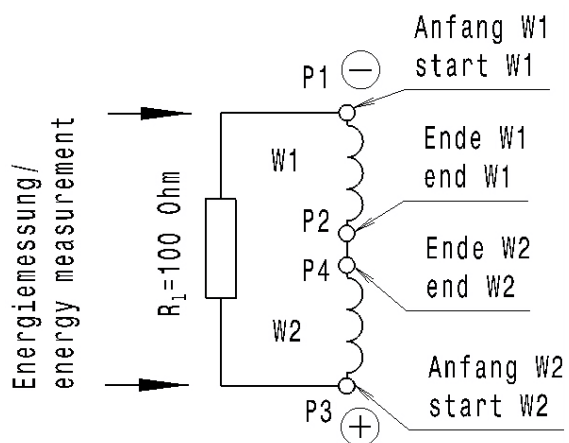 Anfang W1
start W1
P1 −
W1
Ende W1
end W1
P2
P4
Ende W2
end W2
W2
Anfang W2
start W2
P3 +
R1=100 Ohm
Energiemessung/
energy measurement